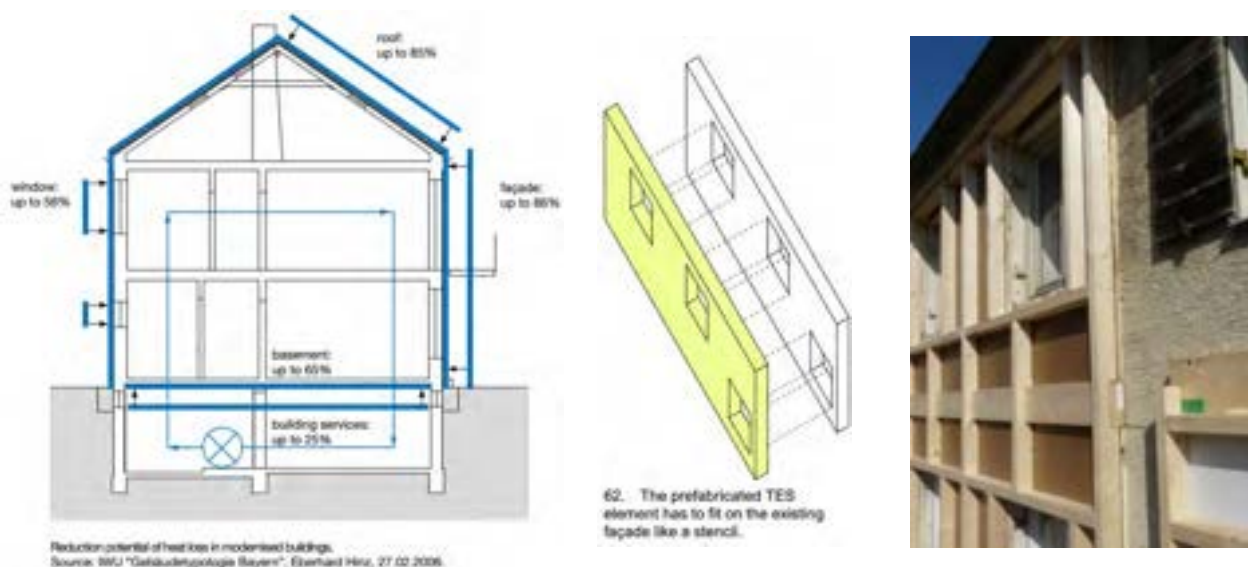 roof:
up to 85%
window:
up to 56%
façade:
up to 86%
basement:
up to 65%
building services:
up to 25%
Reduction potential of heat loss in modernised buildings.
Source: IWU "Gebäudetypologie Bayern". Eberhard Hinz, 27.02.2006.
62. The prefabricated TES
element has to fit on the existing
façade like a stencil.